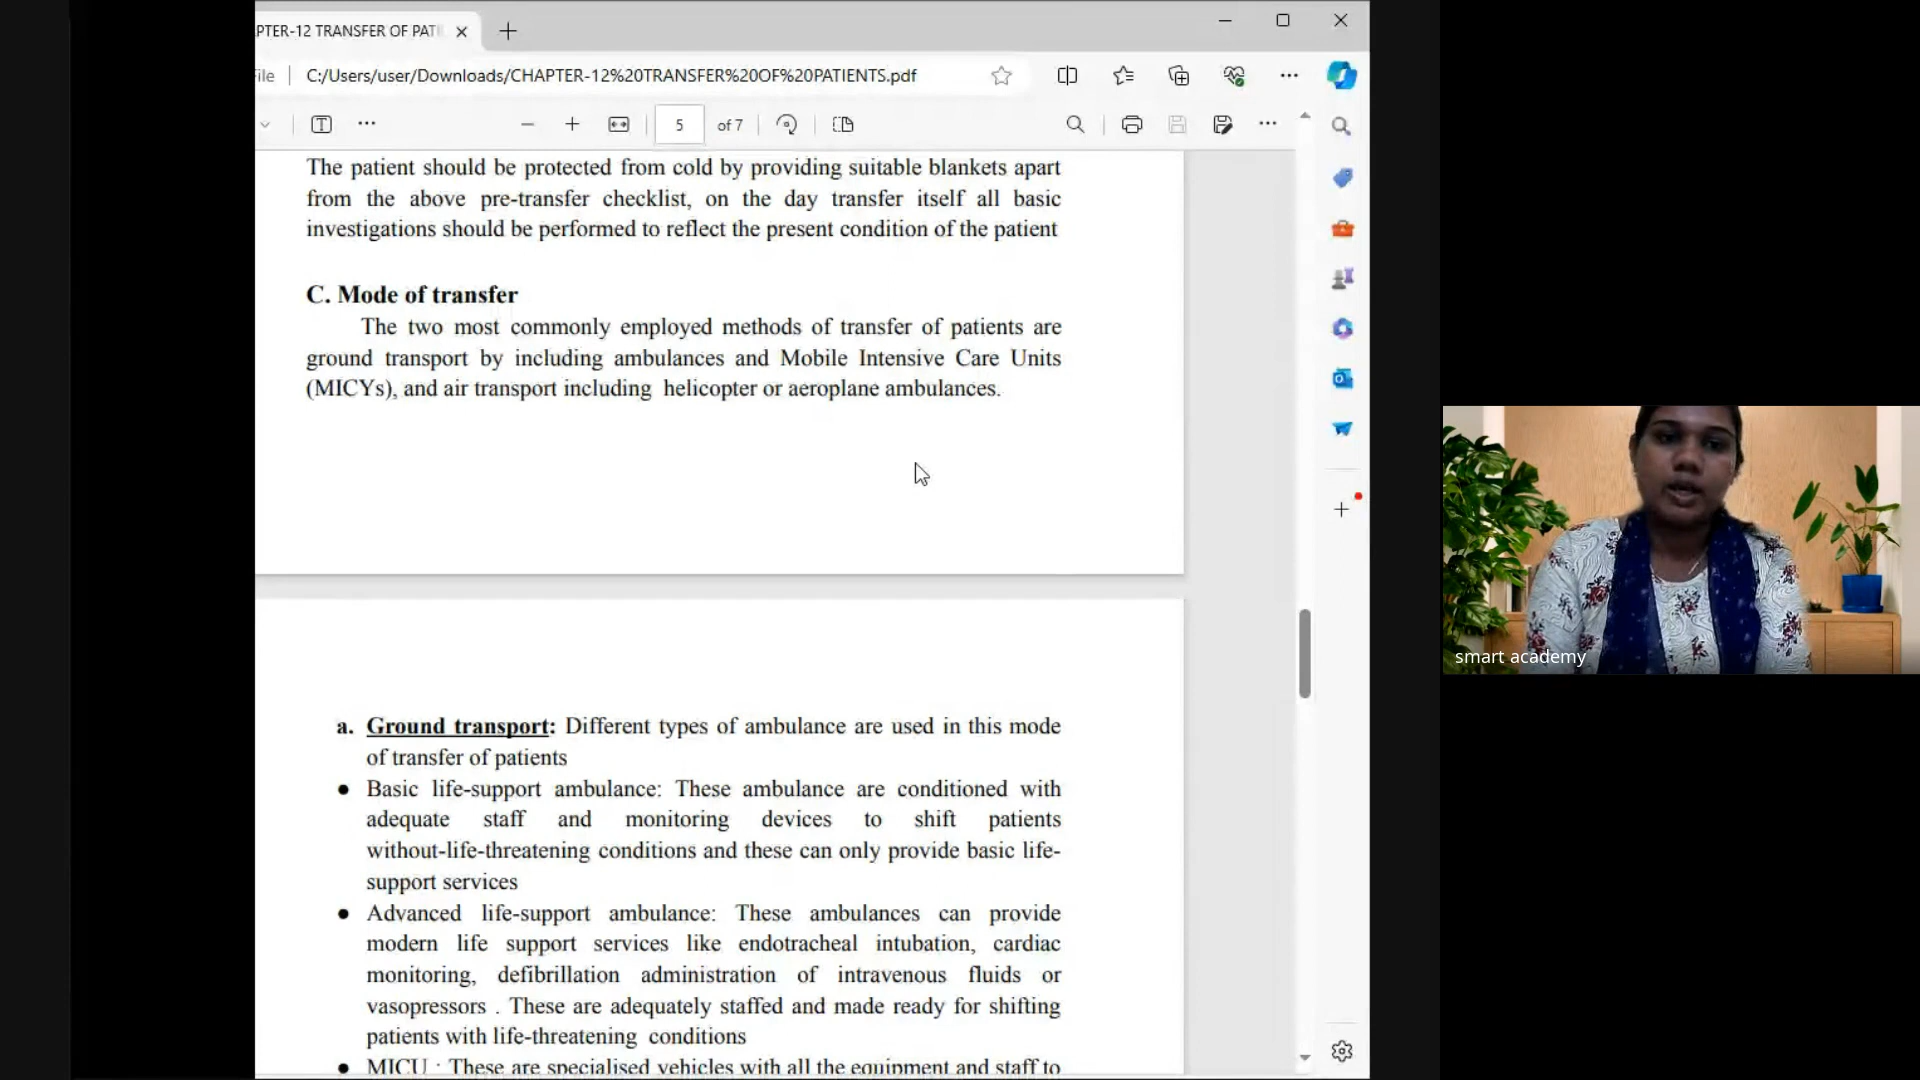 PTER-12 TRANSFER OF PATI
File
C:/Users/user/Downloads/CHAPTER-12%20TRANSFER%20OF%20PATIENTS.pdf
5 of 7
The patient should be protected from cold by providing suitable blankets apart
from the above pre-transfer checklist, on the day transfer itself all basic
investigations should be performed to reflect the present condition of the patient
C. Mode of transfer
The two most commonly employed methods of transfer of patients are
ground transport by including ambulances and Mobile Intensive Care Units
(MICYs), and air transport including helicopter or aeroplane ambulances.
a. Ground transport: Different types of ambulance are used in this mode
of transfer of patients
● Basic life-support ambulance: These ambulance are conditioned with
adequate staff and monitoring devices to shift patients
without-life-threatening conditions and these can only provide basic life-
support services
● Advanced life-support ambulance: These ambulances can provide
modern life support services like endotracheal intubation, cardiac
monitoring, defibrillation administration of intravenous fluids or
vasopressors . These are adequately staffed and made ready for shifting
patients with life-threatening conditions
● MICU : These are specialised vehicles with all the equipment and staff to
smart academy